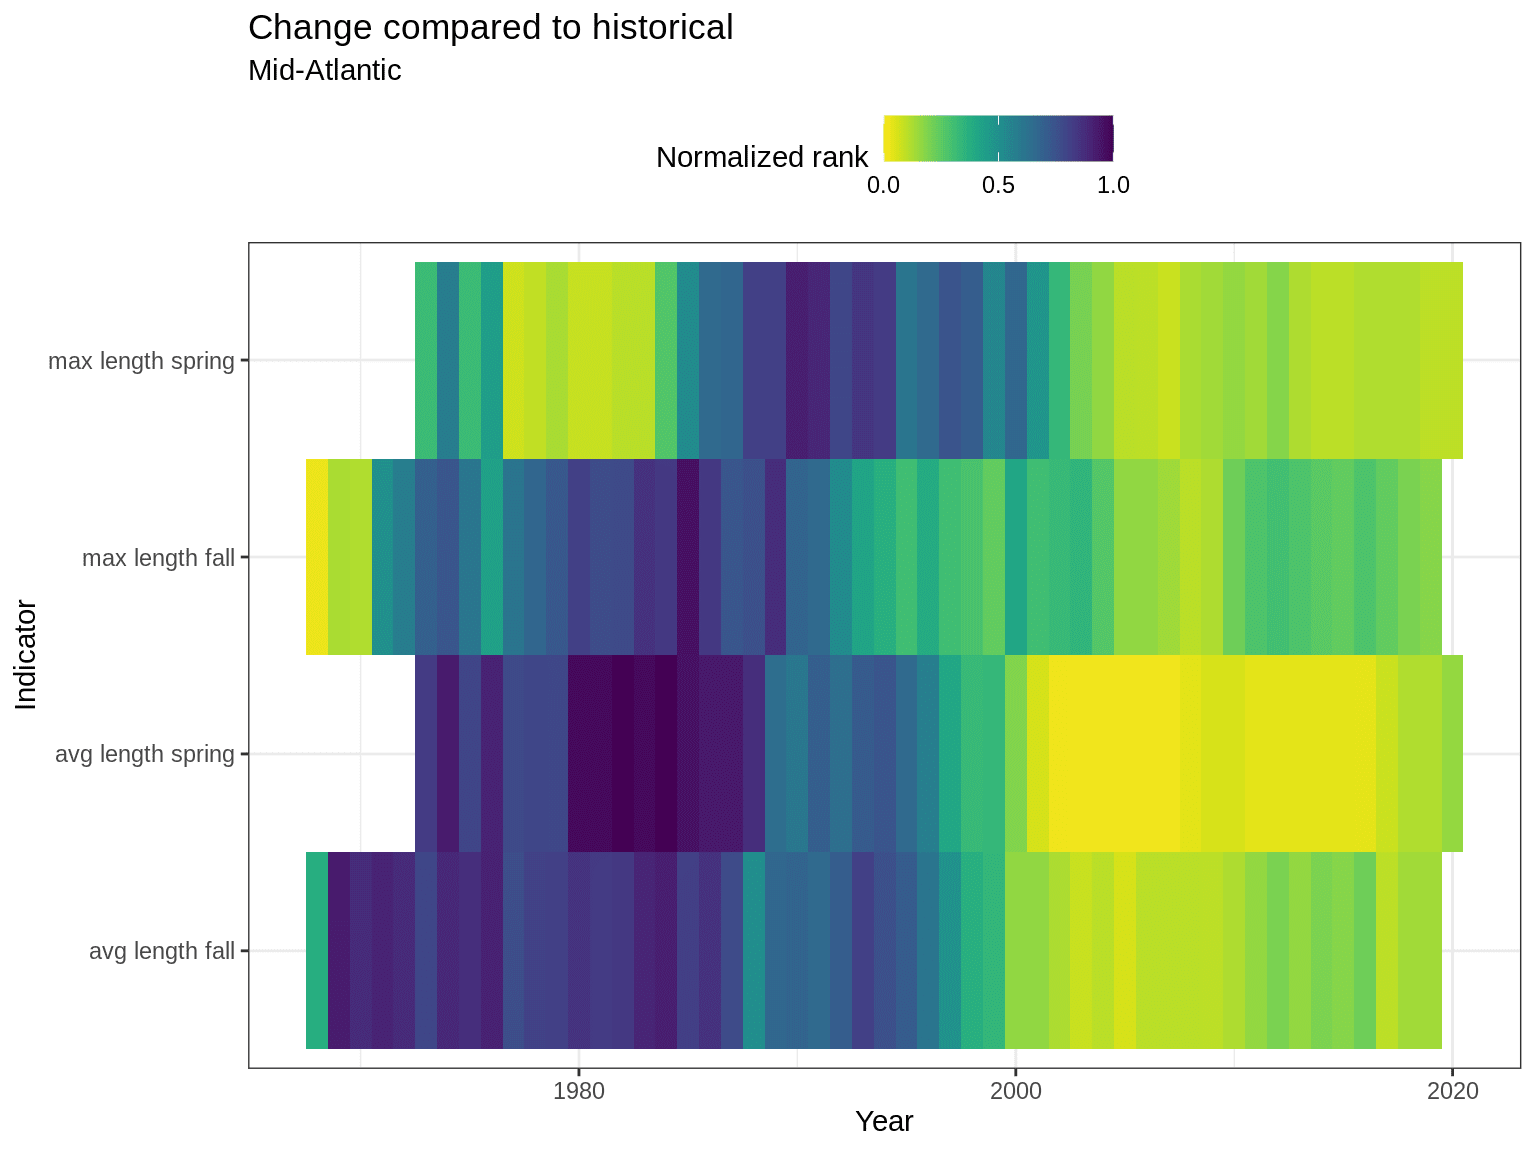 Change compared to historical
Mid-Atlantic
Normalized rank
0.0 0.5 1.0
max length spring
max length fall
avg length spring
avg length fall
Indicator
1980 2000 2020
Year